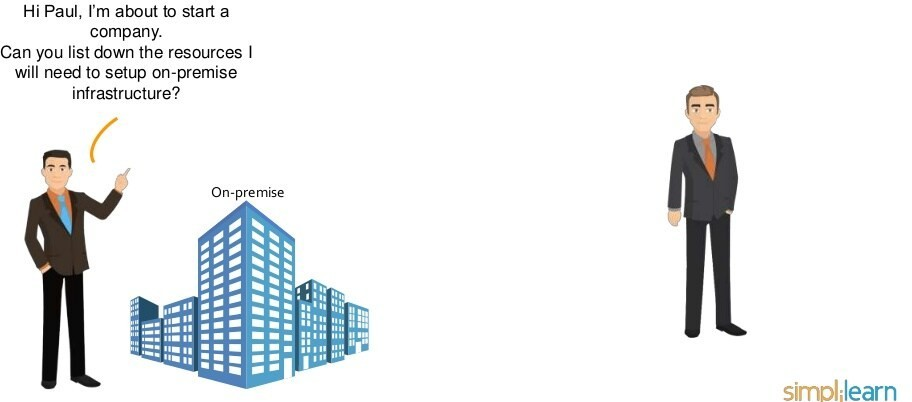 Hi Paul, I’m about to start a
company.
Can you list down the resources I
will need to setup on-premise
infrastructure?
On-premise
simplilearn